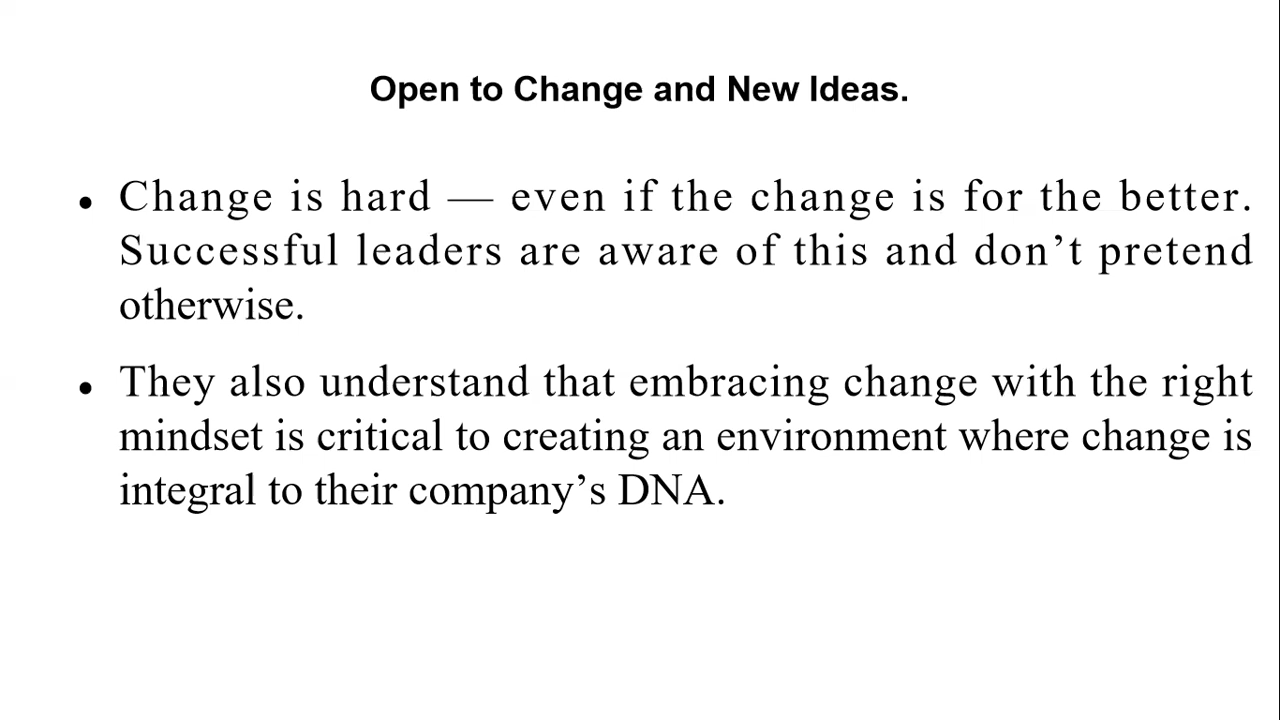 Open to Change and New Ideas.
• Change is hard — even if the change is for the better.
Successful leaders are aware of this and don’t pretend
otherwise.
• They also understand that embracing change with the right
mindset is critical to creating an environment where change is
integral to their company’s DNA.